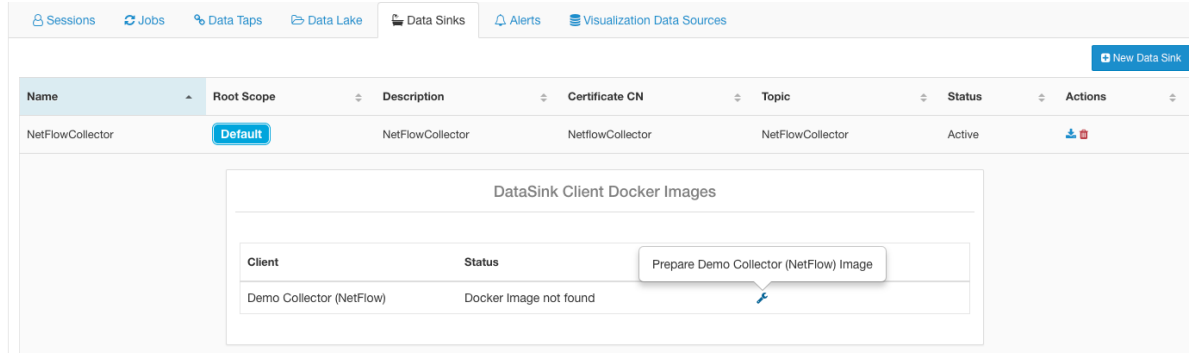 Sessions Jobs Data Taps Data Lake Data Sinks Alerts Visualization Data Sources
New Data Sink
Name Root Scope Description Certificate CN Topic Status Actions
NetFlowCollector Default NetFlowCollector NetflowCollector NetFlowCollector Active
DataSink Client Docker Images
Client Status Prepare Demo Collector (NetFlow) Image
Demo Collector (NetFlow) Docker Image not found